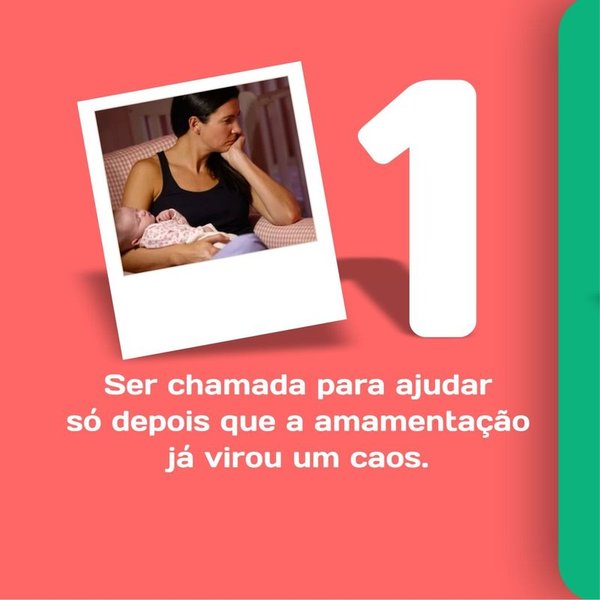 1
Ser chamada para ajudar
só depois que a amamentação
já virou um caos.